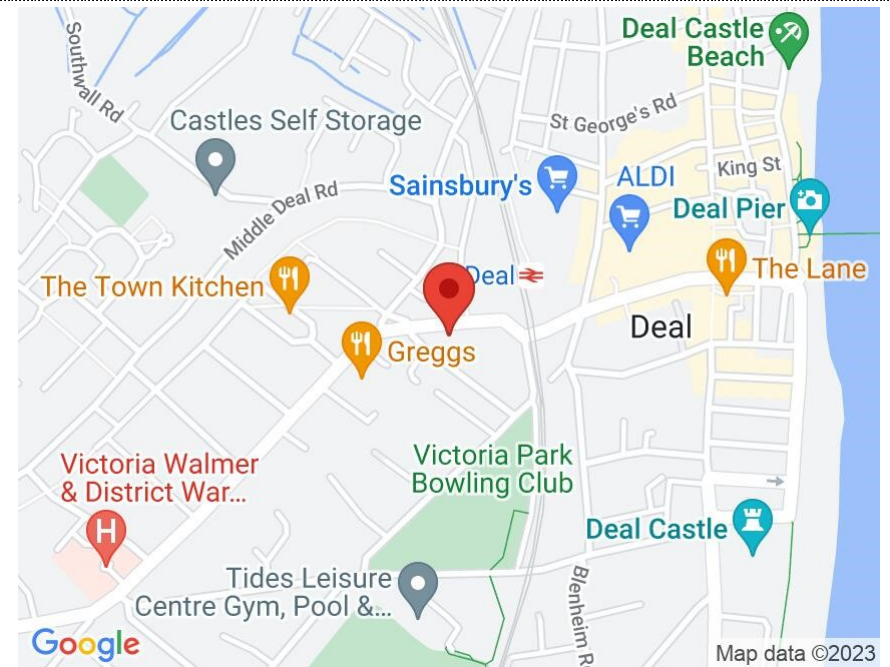 Southwall Rd
Deal Castle
Beach
Castles Self Storage
St George's Rd
Sainsbury's
ALDI
King St
Middle Deal Rd
Deal Pier
The Town Kitchen
Deal
The Lane
Greggs
Deal
Victoria Walmer
& District War...
Victoria Park
Bowling Club
H
Deal Castle
Tides Leisure
Centre Gym, Pool &...
Blenheim R
Google
Map data ©2023